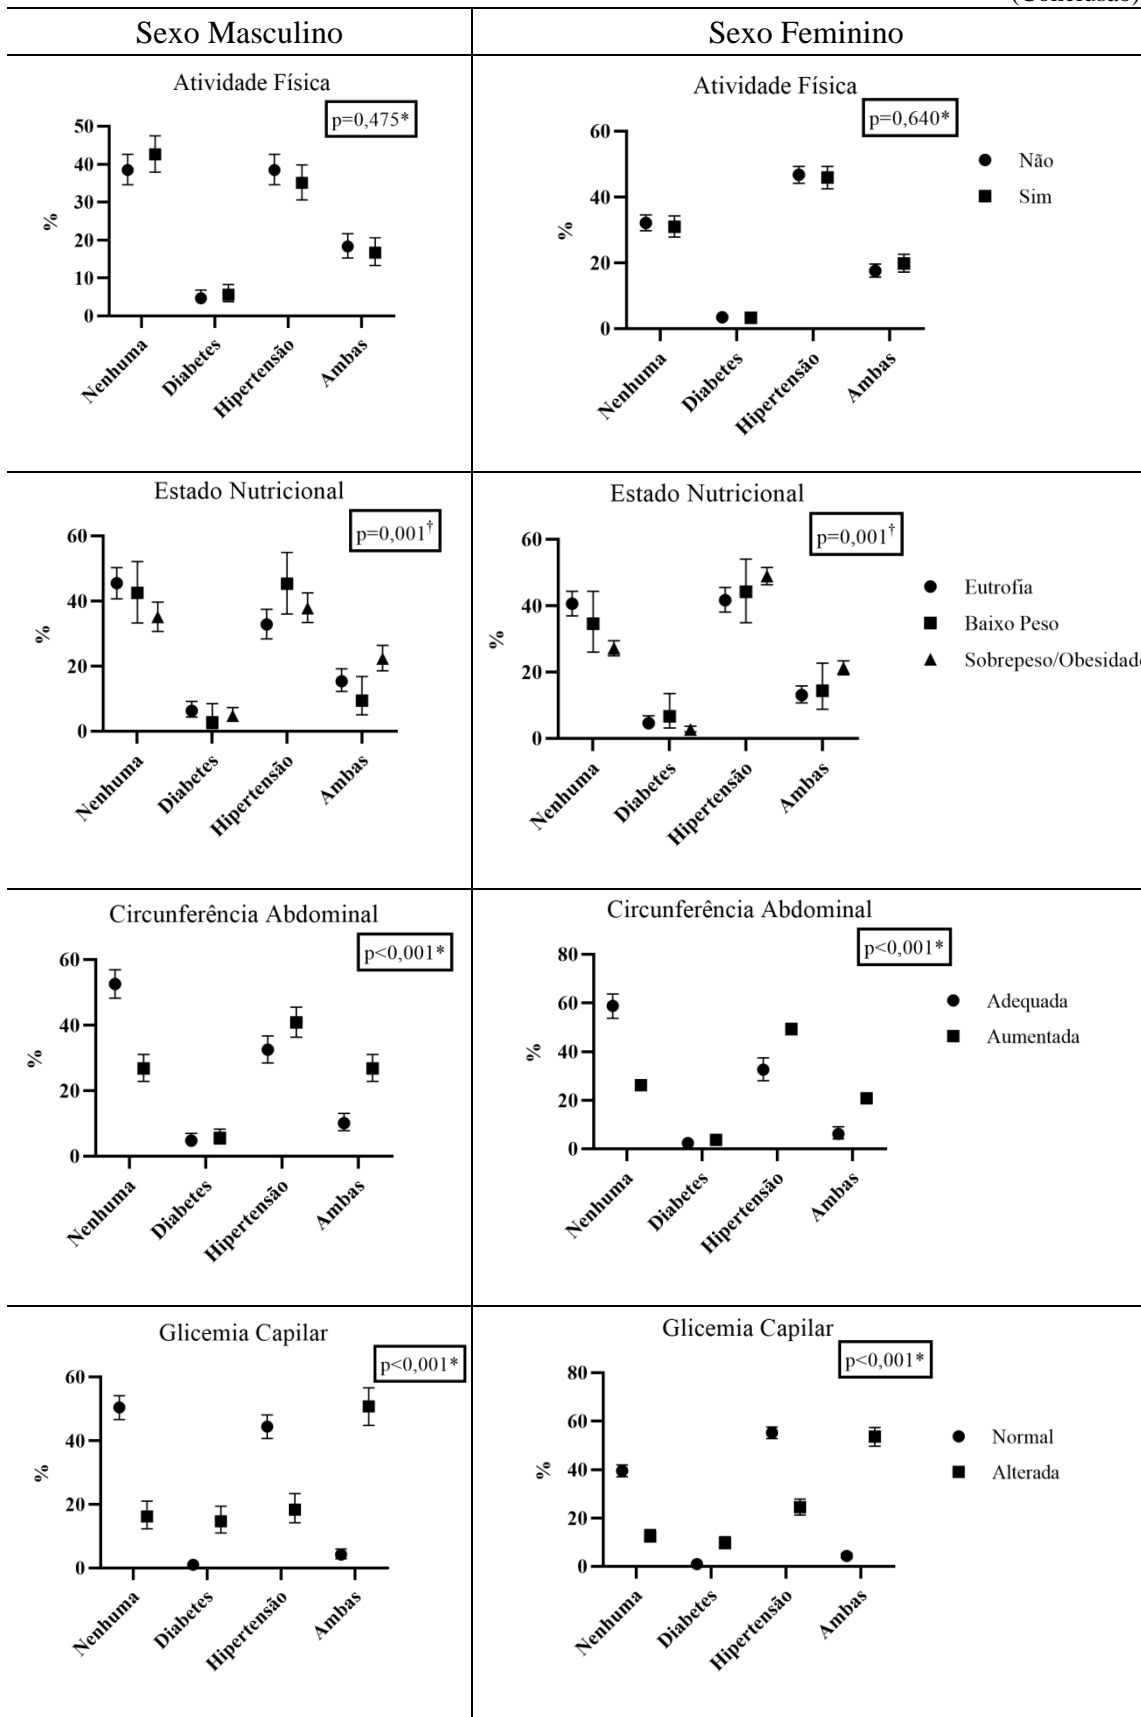 (Conclusão)
Sexo Masculino
Sexo Feminino
Atividade Física
p=0,475*
50
40
30
20
10
0
%
Nenhuma
Diabetes
Hipertensão
Ambas
Atividade Física
p=0,640*
60
40
20
0
%
Nenhuma
Diabetes
Hipertensão
Ambas
Não
Sim
Estado Nutricional
p=0,001†
60
40
20
0
%
Nenhuma
Diabetes
Hipertensão
Ambas
Estado Nutricional
p=0,001†
60
40
20
0
%
Nenhuma
Diabetes
Hipertensão
Ambas
Eutrofia
Baixo Peso
Sobrepeso/Obesidade
Circunferência Abdominal
p<0,001*
60
40
20
0
%
Nenhuma
Diabetes
Hipertensão
Ambas
Circunferência Abdominal
p<0,001*
80
60
40
20
0
%
Nenhuma
Diabetes
Hipertensão
Ambas
Adequada
Aumentada
Glicemia Capilar
p<0,001*
60
40
20
0
%
Nenhuma
Diabetes
Hipertensão
Ambas
Glicemia Capilar
p<0,001*
80
60
40
20
0
%
Nenhuma
Diabetes
Hipertensão
Ambas
Normal
Alterada